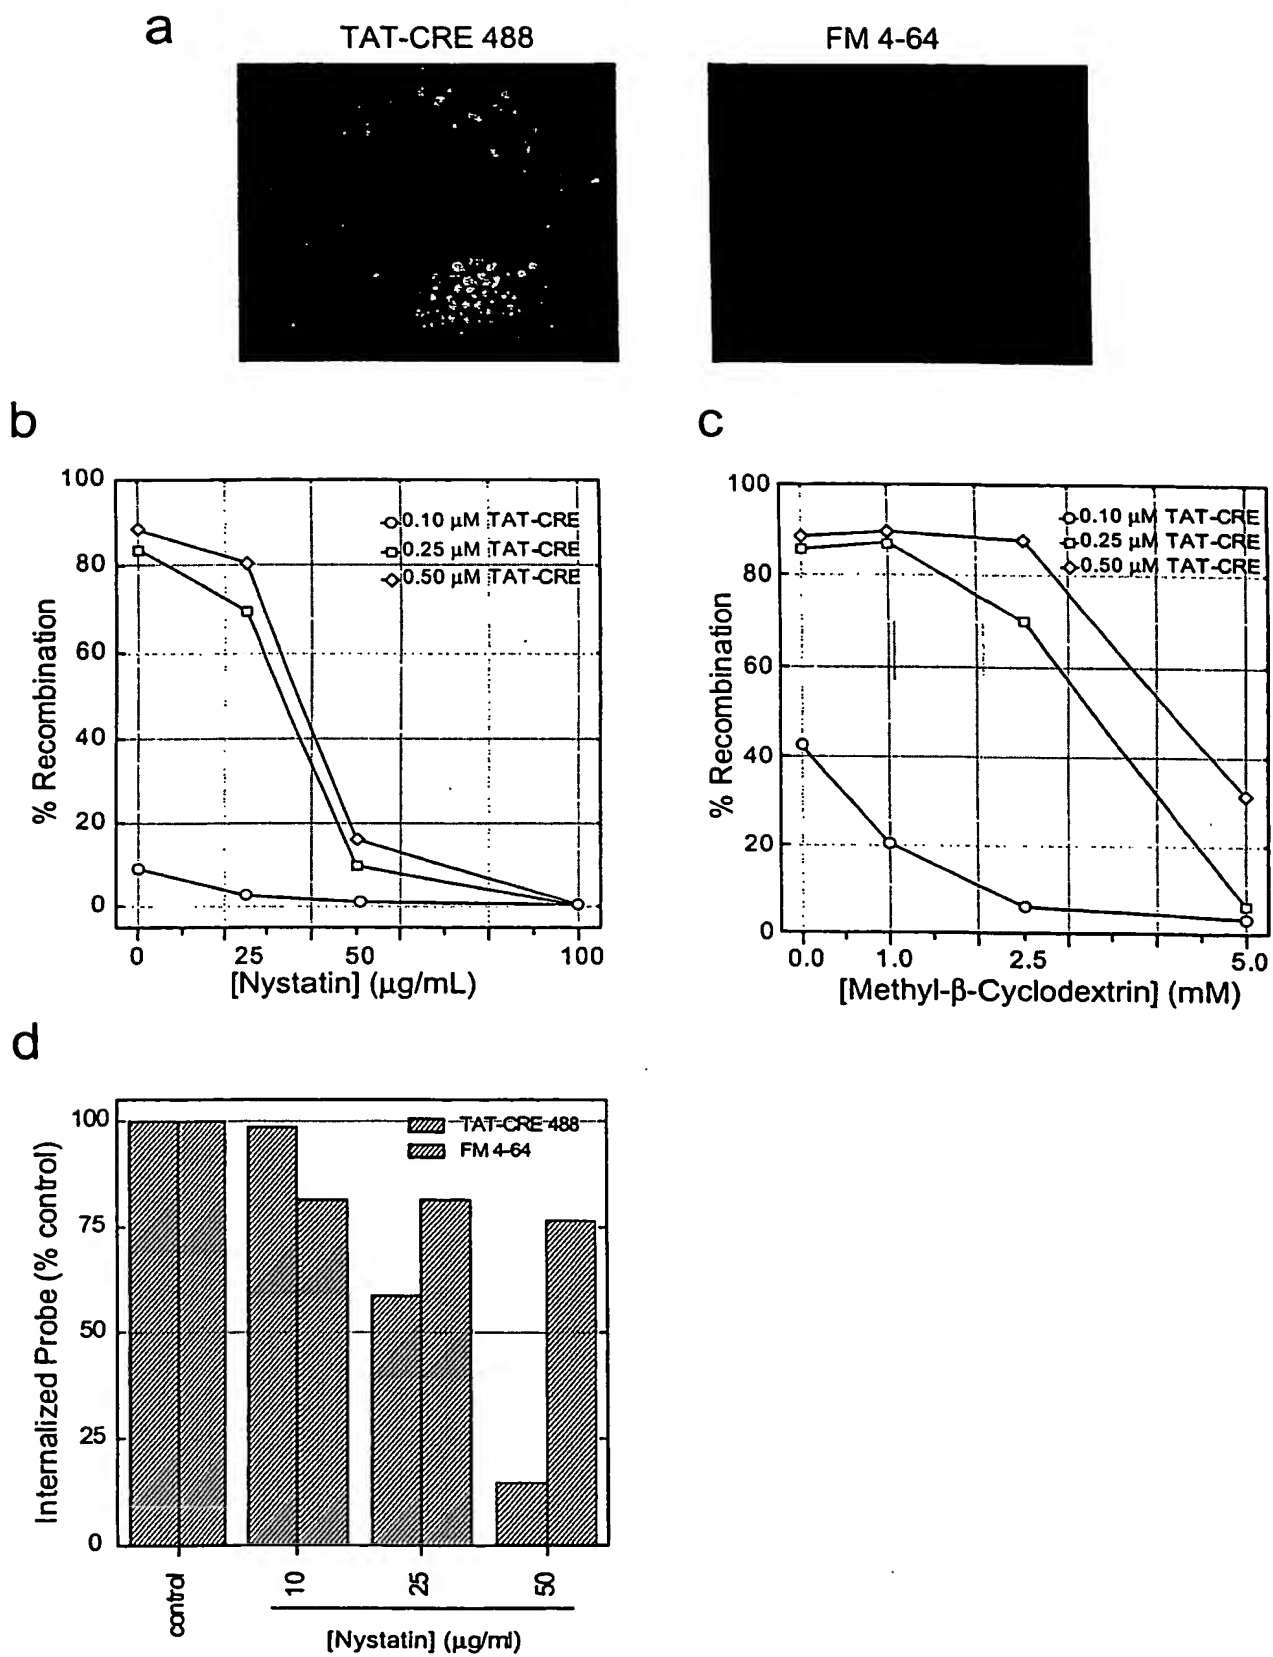 a
TAT-CRE 488
FM 4-64
b
100
80
60
40
20
0
% Recombination
0.10 µM TAT-CRE
0.25 µM TAT-CRE
0.50 µM TAT-CRE
0 25 50 100
[Nystatin] (µg/mL)
c
100
80
60
40
20
0
% Recombination
0.10 µM TAT-CRE
0.25 µM TAT-CRE
0.50 µM TAT-CRE
0.0 1.0 2.5 5.0
[Methyl-β-Cyclodextrin] (mM)
d
100
75
50
25
0
Internalized Probe (% control)
TAT-CRE 488
FM 4-64
control 10 25 50
[Nystatin] (µg/ml)